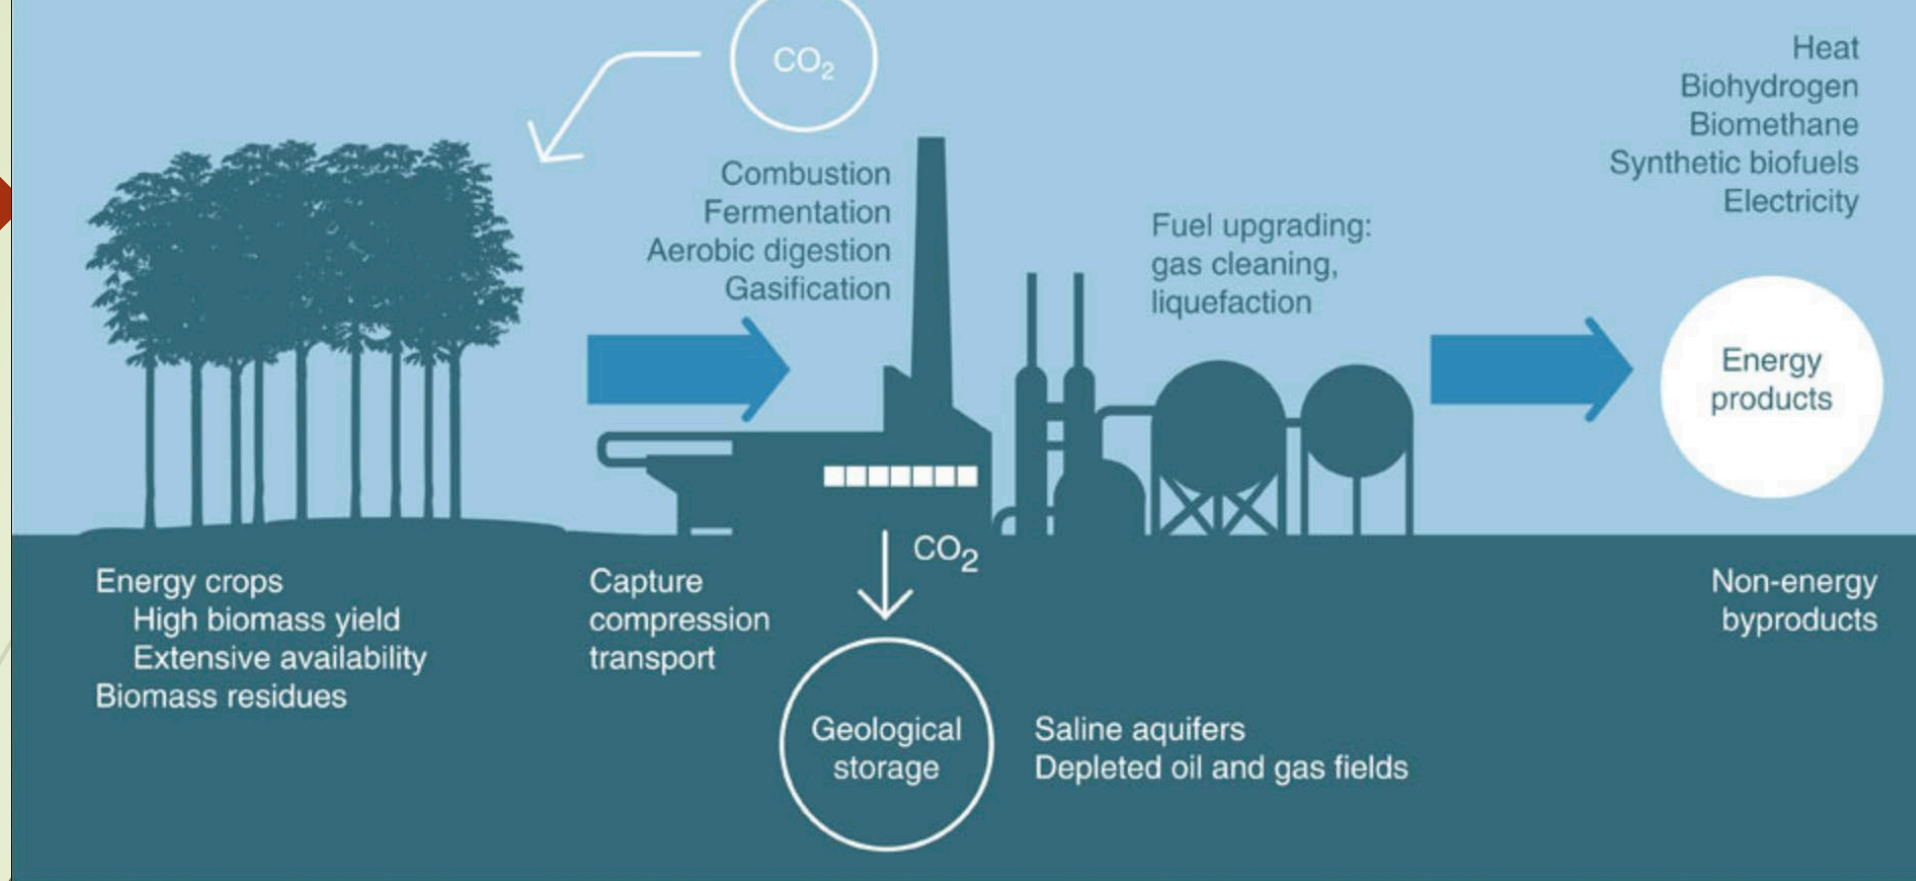 CO₂
Combustion
Fermentation
Aerobic digestion
Gasification
Fuel upgrading:
gas cleaning,
liquefaction
Heat
Biohydrogen
Biomethane
Synthetic biofuels
Electricity
Energy
products
Energy crops
High biomass yield
Extensive availability
Biomass residues
Capture
compression
transport
CO₂
Geological
storage
Saline aquifers
Depleted oil and gas fields
Non-energy
byproducts